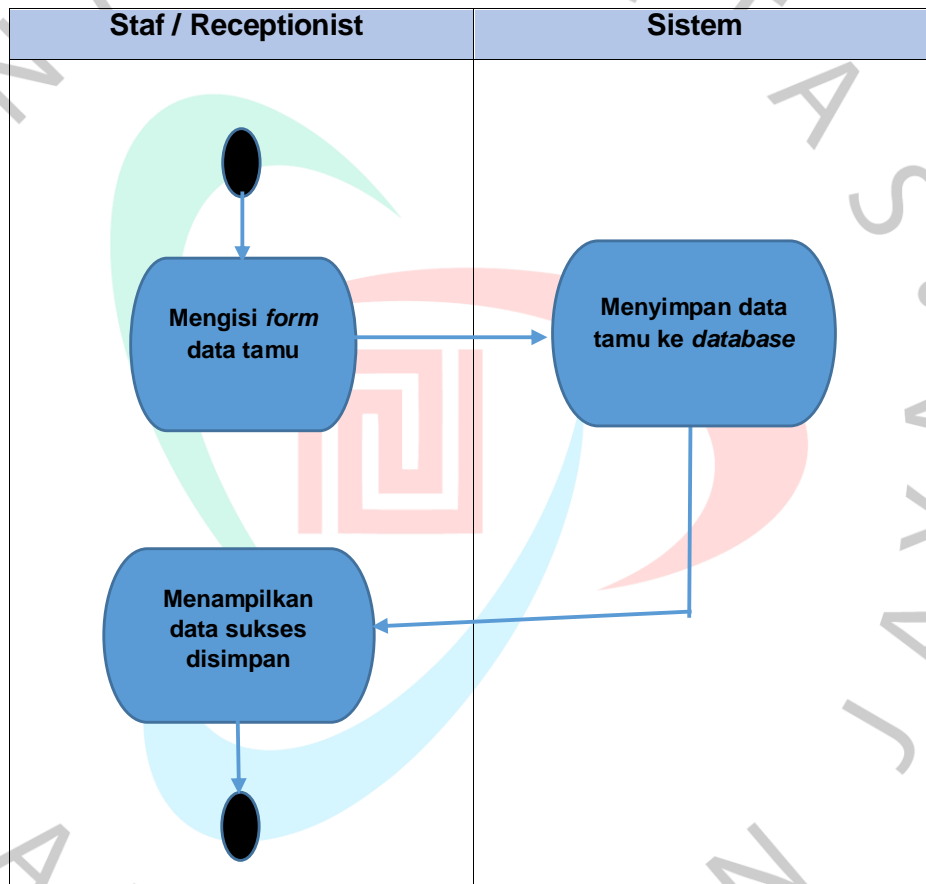 Staf / Receptionist
Sistem
Mengisi form
data tamu
Menyimpan data
tamu ke database
Menampilkan
data sukses
disimpan